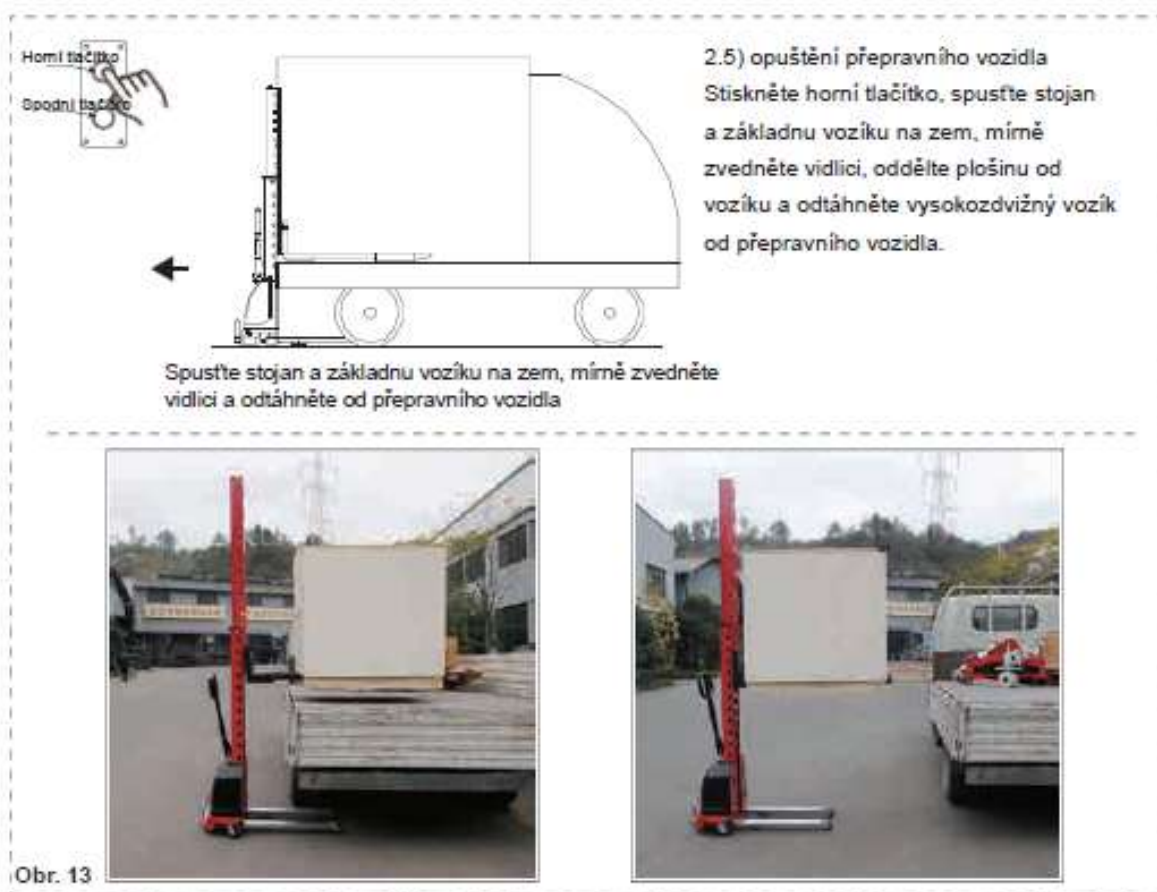 Horní tlačítko
Spodní tlačítko
2.5) opuštění přepravního vozidla
Stiskněte horní tlačítko, spusťte stojan
a základnu vozíku na zem, mírně
zvedněte vidlici, oddělte plošinu od
vozíku a odtáhněte vysokozdvižný vozík
od přepravního vozidla.
Spusťte stojan a základnu vozíku na zem, mírně zvedněte
vidlici a odtáhněte od přepravního vozidla
Obr. 13